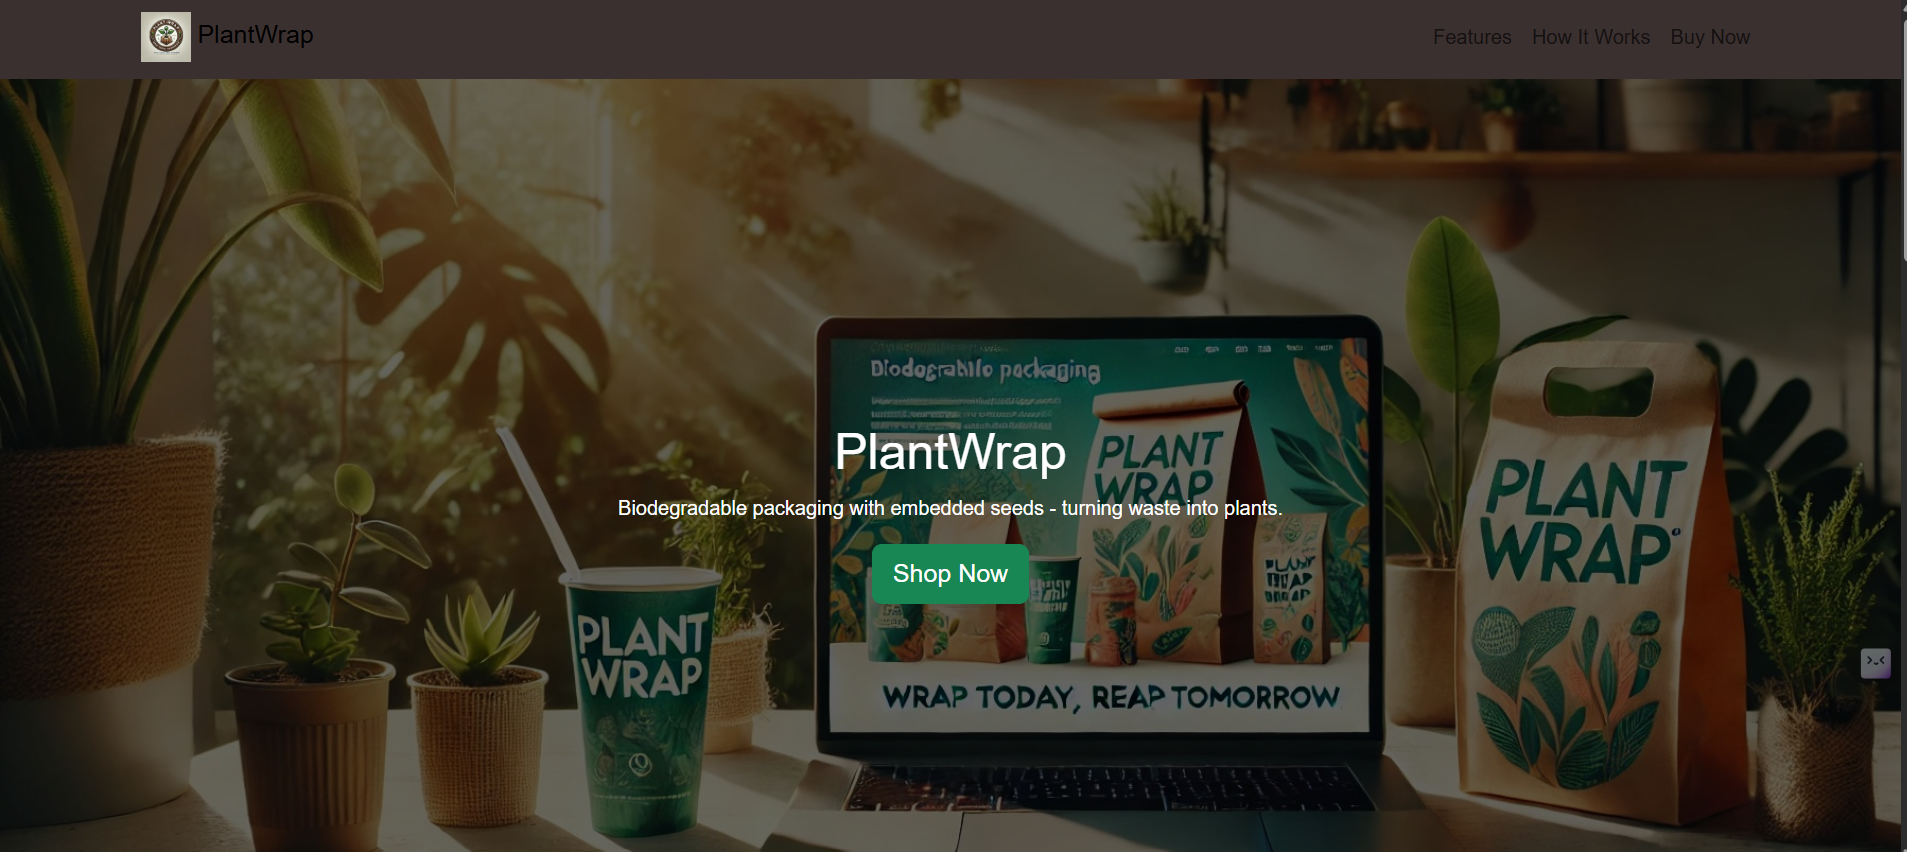 PlantWrap
Features How It Works Buy Now
Biodograblilo packaging
PlantWrap
Biodegradable packaging with embedded seeds - turning waste into plants.
Shop Now
PLANT
WRAP
PLANT
WRAP
PLANT
WRAP
WRAP TODAY, REAP TOMORROW